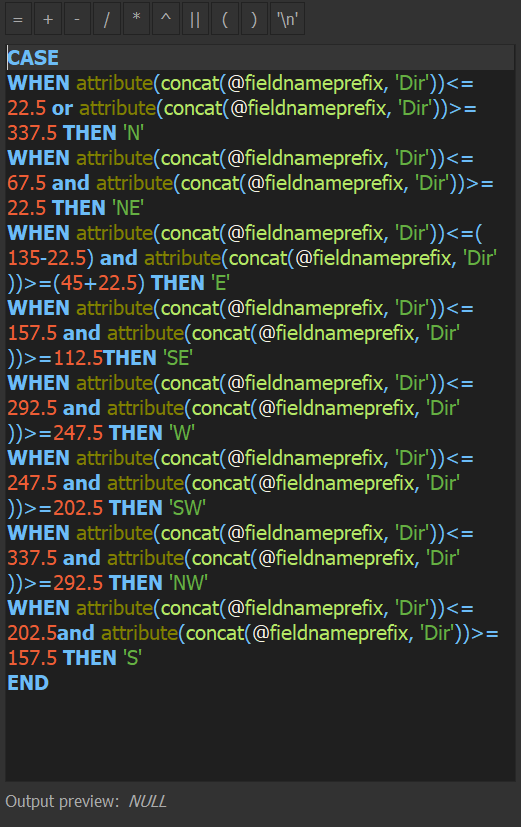 = + - / * ^ || ( ) '\n'
CASE
WHEN attribute(concat(@fieldnameprefix, 'Dir'))<=
22.5 or attribute(concat(@fieldnameprefix, 'Dir'))>=
337.5 THEN 'N'
WHEN attribute(concat(@fieldnameprefix, 'Dir'))<=
67.5 and attribute(concat(@fieldnameprefix, 'Dir'))>=
22.5 THEN 'NE'
WHEN attribute(concat(@fieldnameprefix, 'Dir'))<=(
135-22.5) and attribute(concat(@fieldnameprefix, 'Dir'
))>=(45+22.5) THEN 'E'
WHEN attribute(concat(@fieldnameprefix, 'Dir'))<=
157.5 and attribute(concat(@fieldnameprefix, 'Dir'
))>=112.5THEN 'SE'
WHEN attribute(concat(@fieldnameprefix, 'Dir'))<=
292.5 and attribute(concat(@fieldnameprefix, 'Dir'
))>=247.5 THEN 'W'
WHEN attribute(concat(@fieldnameprefix, 'Dir'))<=
247.5 and attribute(concat(@fieldnameprefix, 'Dir'
))>=202.5 THEN 'SW'
WHEN attribute(concat(@fieldnameprefix, 'Dir'))<=
337.5 and attribute(concat(@fieldnameprefix, 'Dir'
))>=292.5 THEN 'NW'
WHEN attribute(concat(@fieldnameprefix, 'Dir'))<=
202.5and attribute(concat(@fieldnameprefix, 'Dir'))>=
157.5 THEN 'S'
END
Output preview: NULL